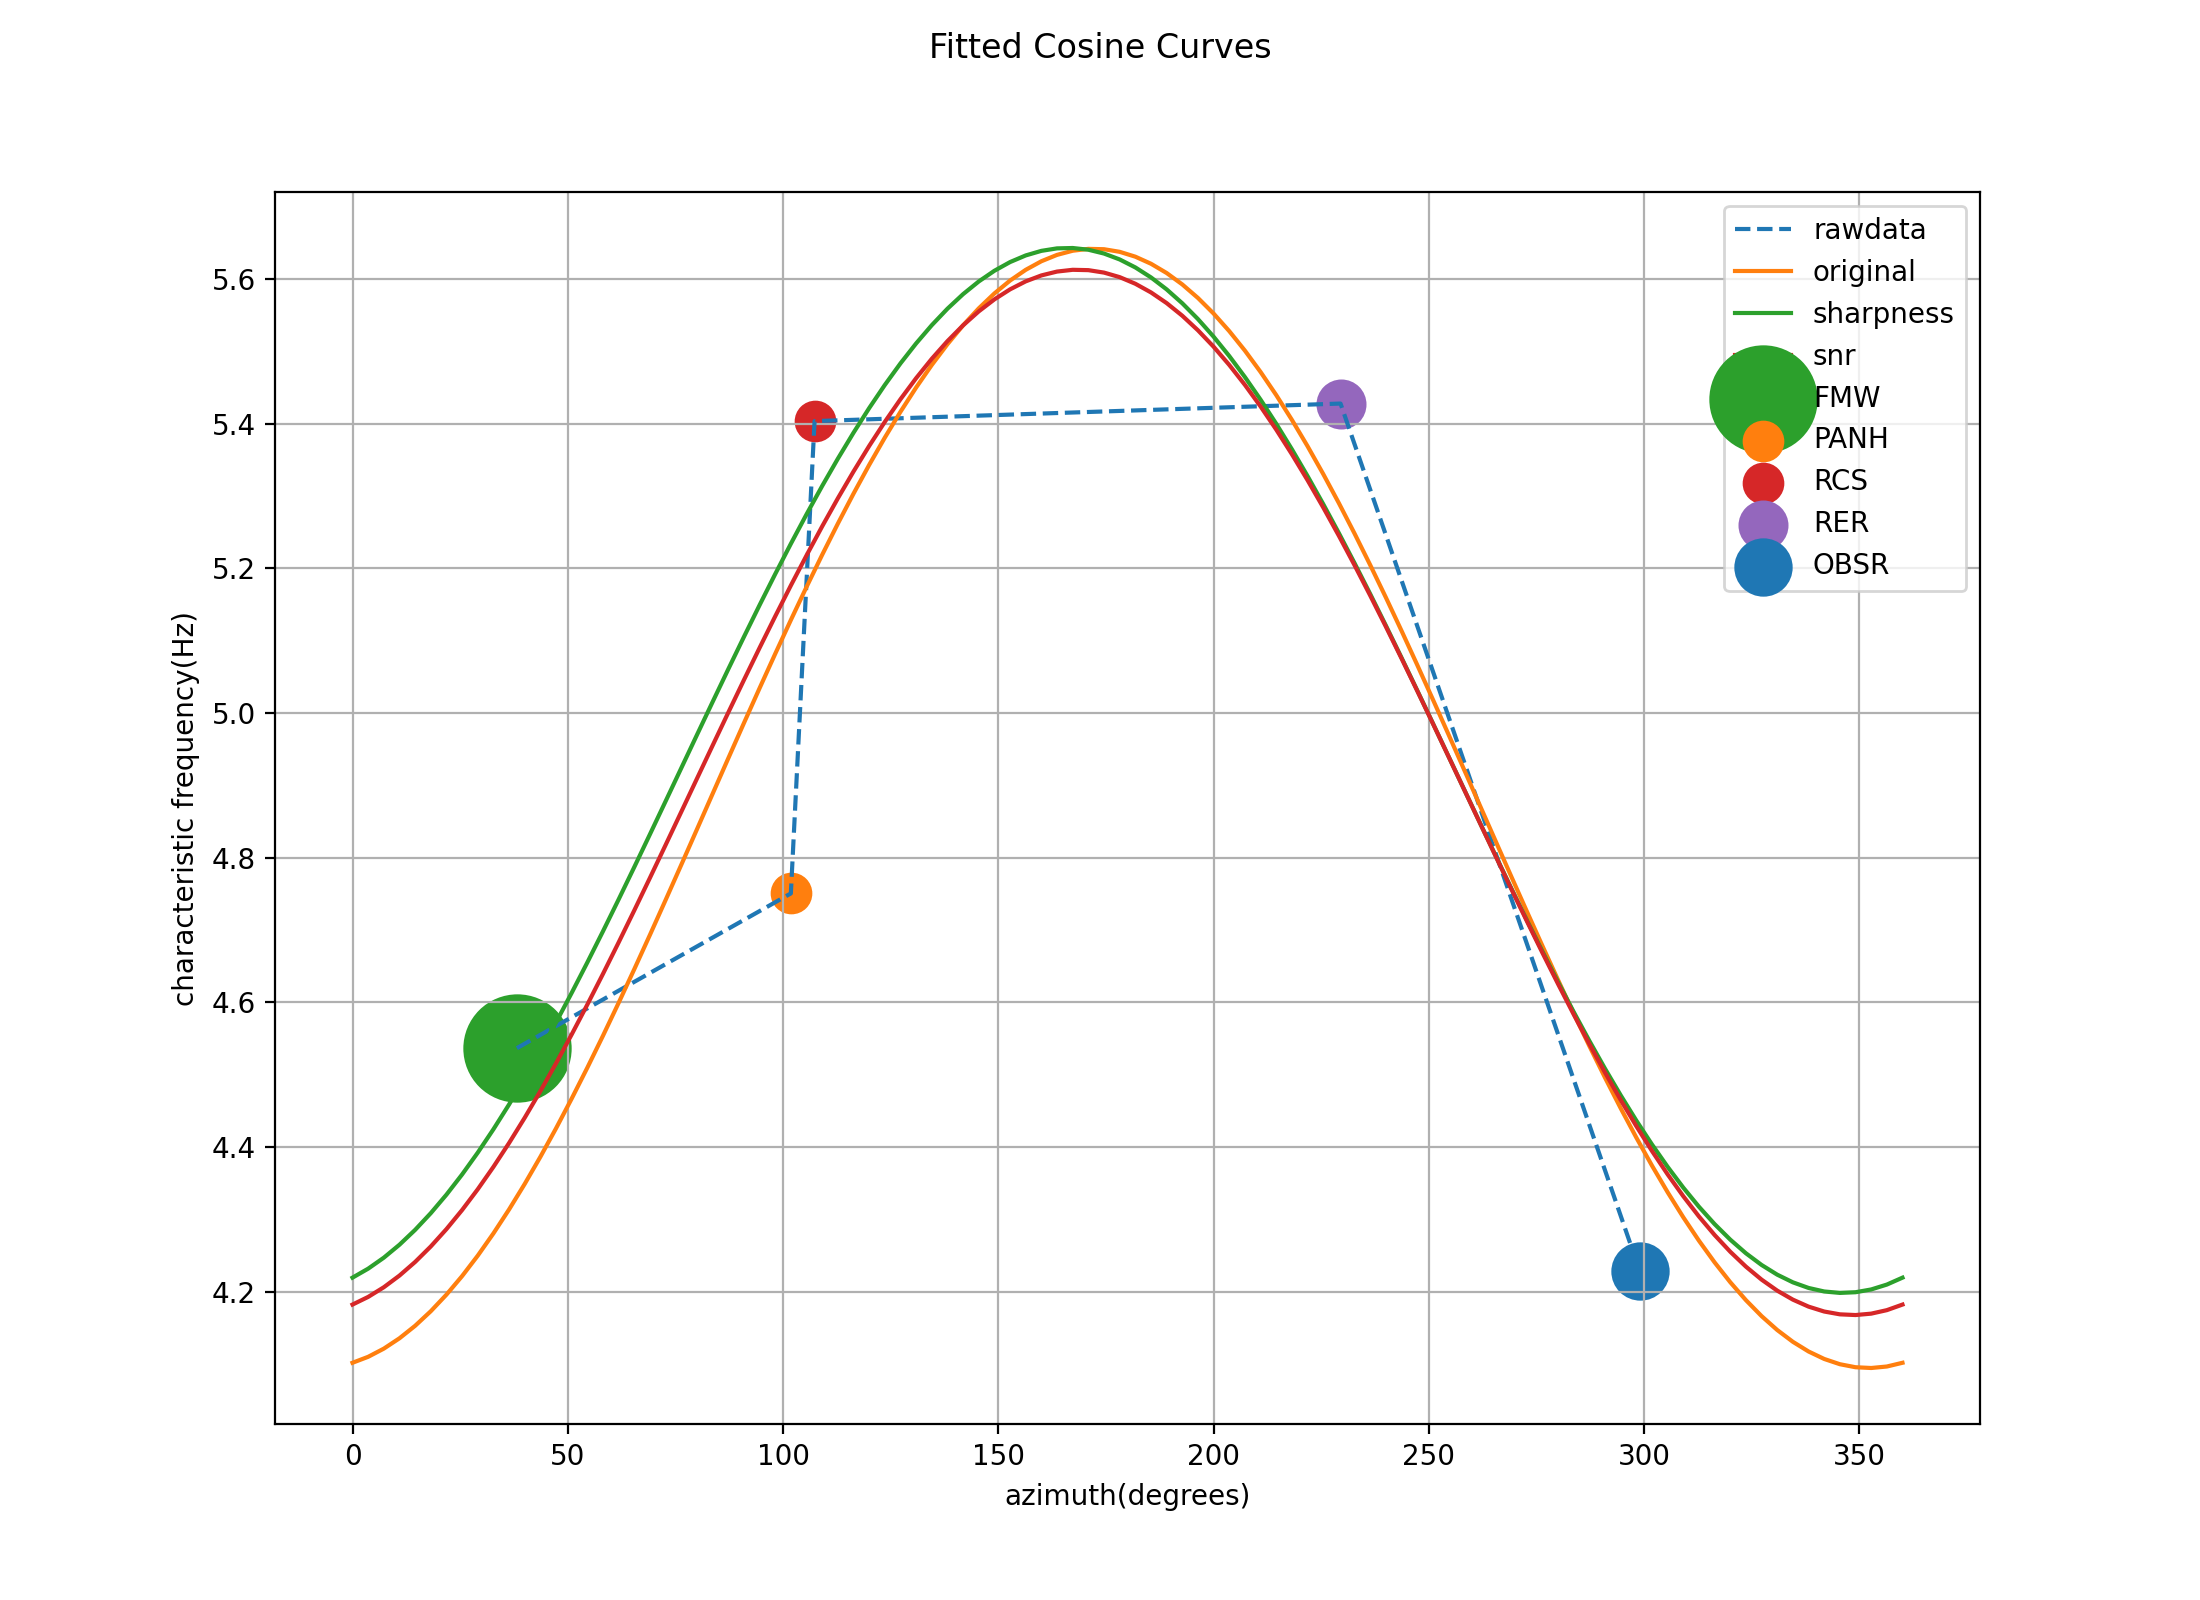 Fitted Cosine Curves
rawdata
original
sharpness
snr
FMW
PANH
RCS
RER
OBSR
characteristic frequency(Hz)
5.6
5.4
5.2
5.0
4.8
4.6
4.4
4.2
0 50 100 150 200 250 300 350
azimuth(degrees)